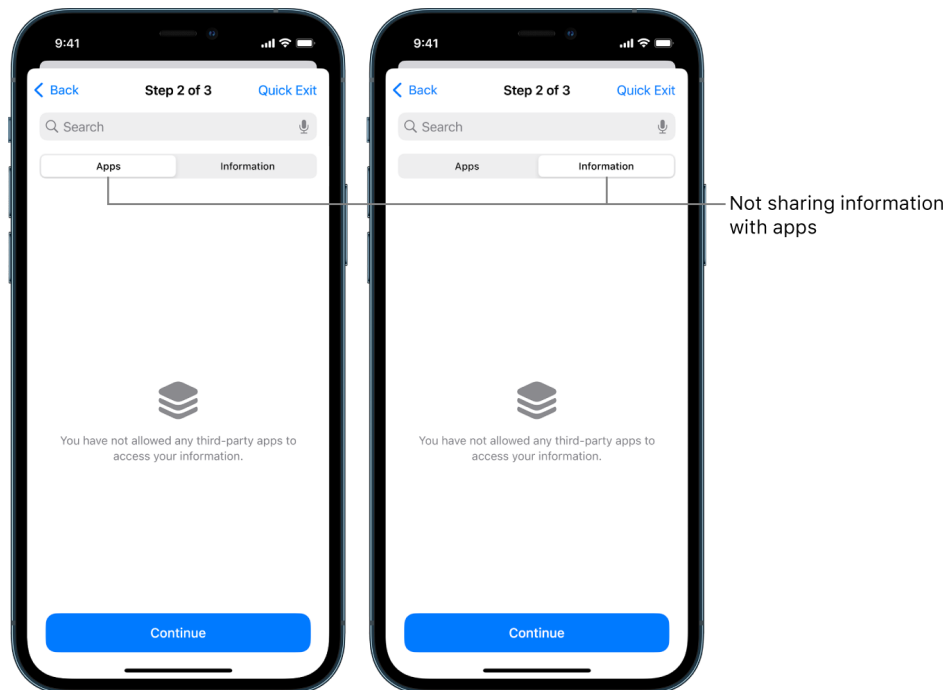 9:41
Back
Step 2 of 3
Quick Exit
Search
Apps
Information
You have not allowed any third-party apps to
access your information.
Continue
9:41
Back
Step 2 of 3
Quick Exit
Search
Apps
Information
You have not allowed any third-party apps to
access your information.
Continue
Not sharing information
with apps